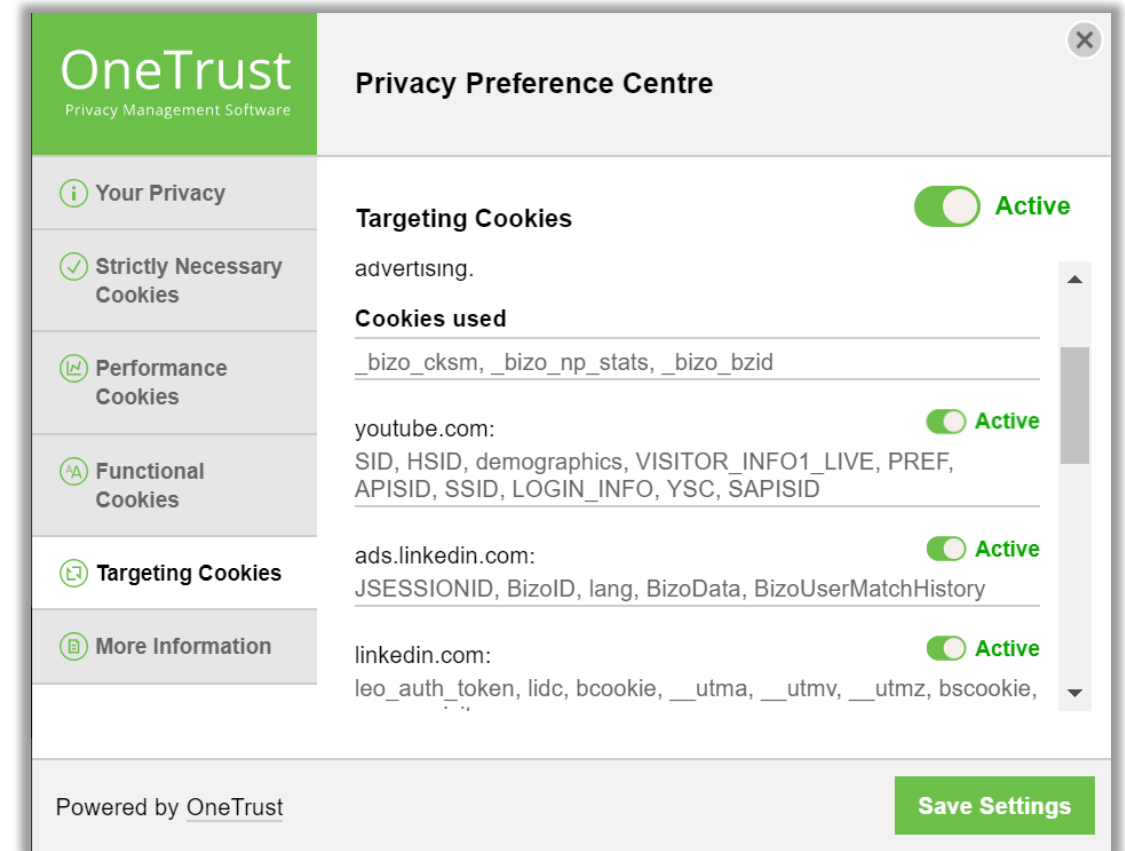 OneTrust
Privacy Management Software
Privacy Preference Centre
Your Privacy
Strictly Necessary
Cookies
Performance
Cookies
Functional
Cookies
Targeting Cookies
More Information
Targeting Cookies
Active
advertising.
Cookies used
_bizo_cksm, _bizo_np_stats, _bizo_bzid
youtube.com:
Active
SID, HSID, demographics, VISITOR_INFO1_LIVE, PREF,
APISID, SSID, LOGIN_INFO, YSC, SAPISID
ads.linkedin.com:
Active
JSESSIONID, BizoID, lang, BizoData, BizoUserMatchHistory
linkedin.com:
Active
leo_auth_token, lidc, bcookie, __utma, __utmv, __utmz, bscookie,
Powered by OneTrust
Save Settings